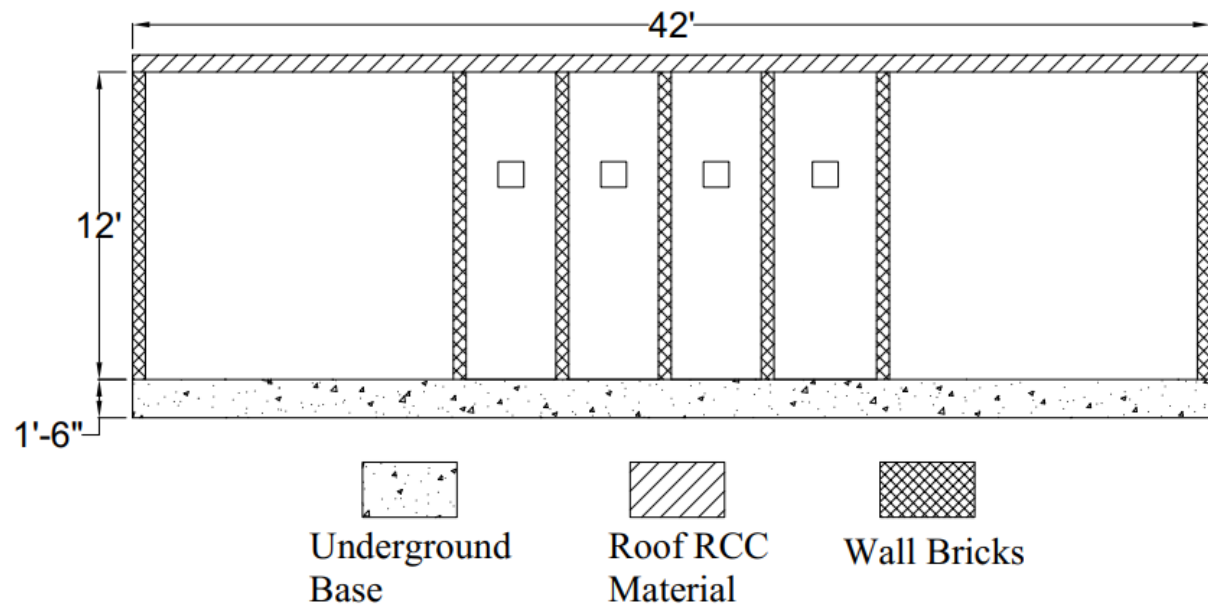 42'
12'
1'-6"
Underground
Base
Roof RCC
Material
Wall Bricks